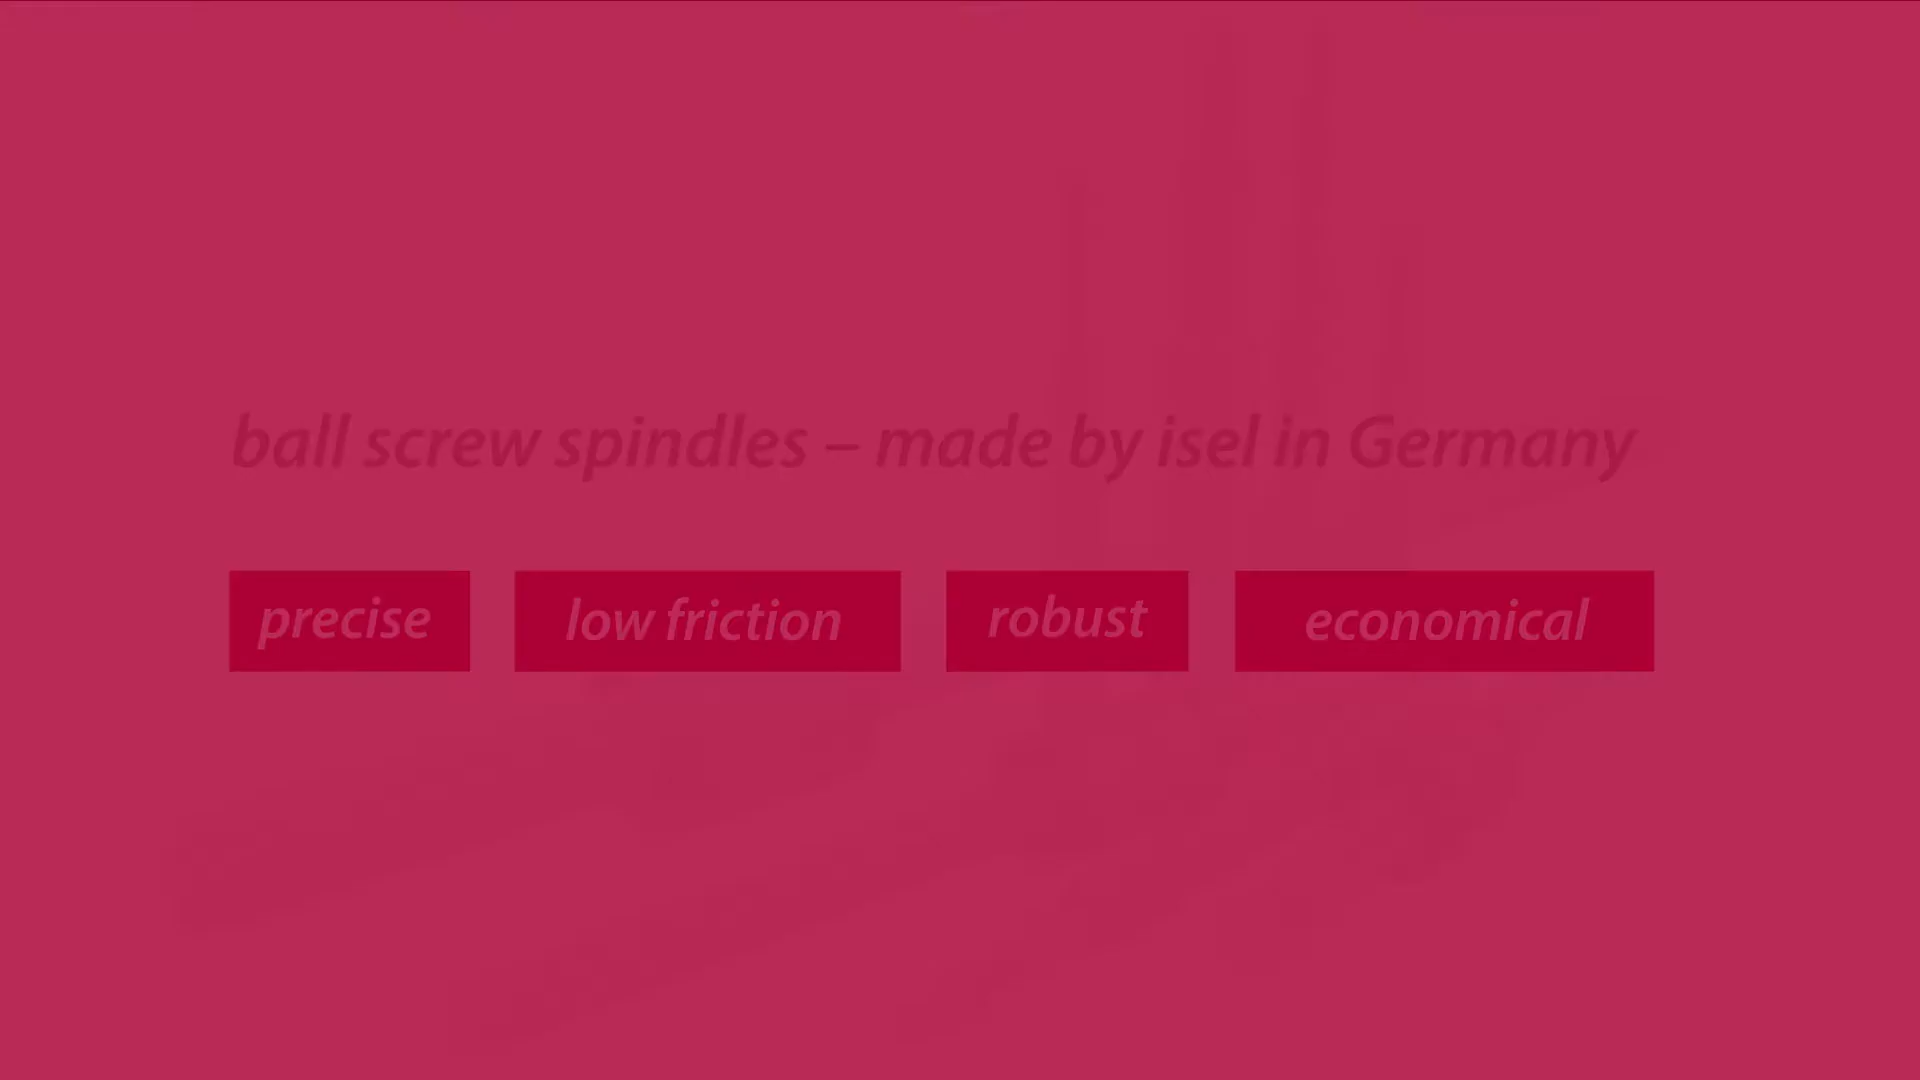 ball screw spindles – made by isel in Germany
precise low friction robust economical